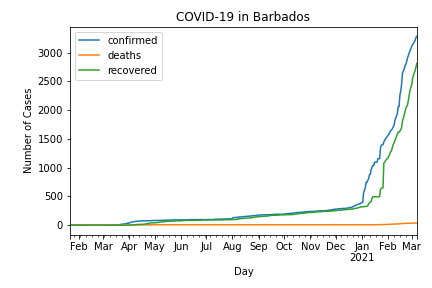 COVID-19 in Barbados
confirmed
deaths
recovered
Number of Cases
3000
2500
2000
1500
1000
500
0
Feb Mar Apr May Jun Jul Aug Sep Oct Nov Dec Jan Feb Mar
2021
Day